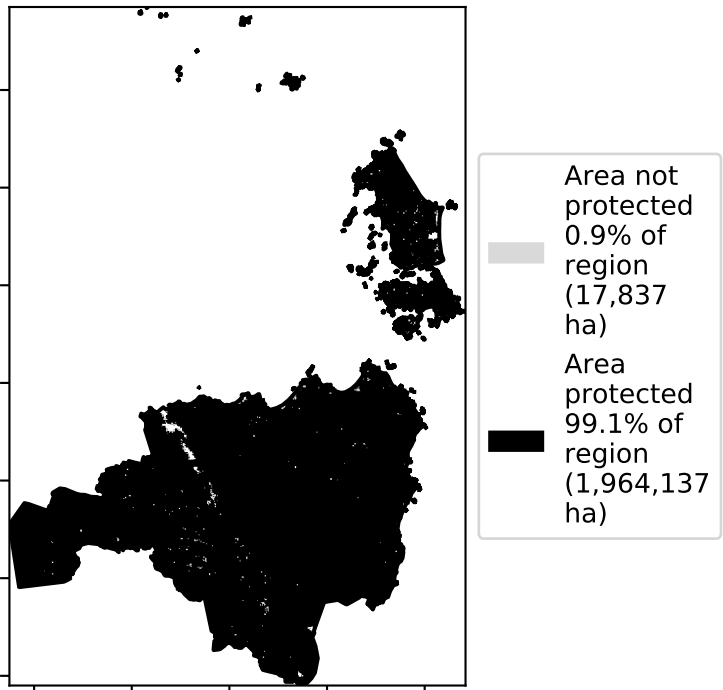 Area not
protected
0.9% of
region
(17,837
ha)
Area
protected
99.1% of
region
(1,964,137
ha)